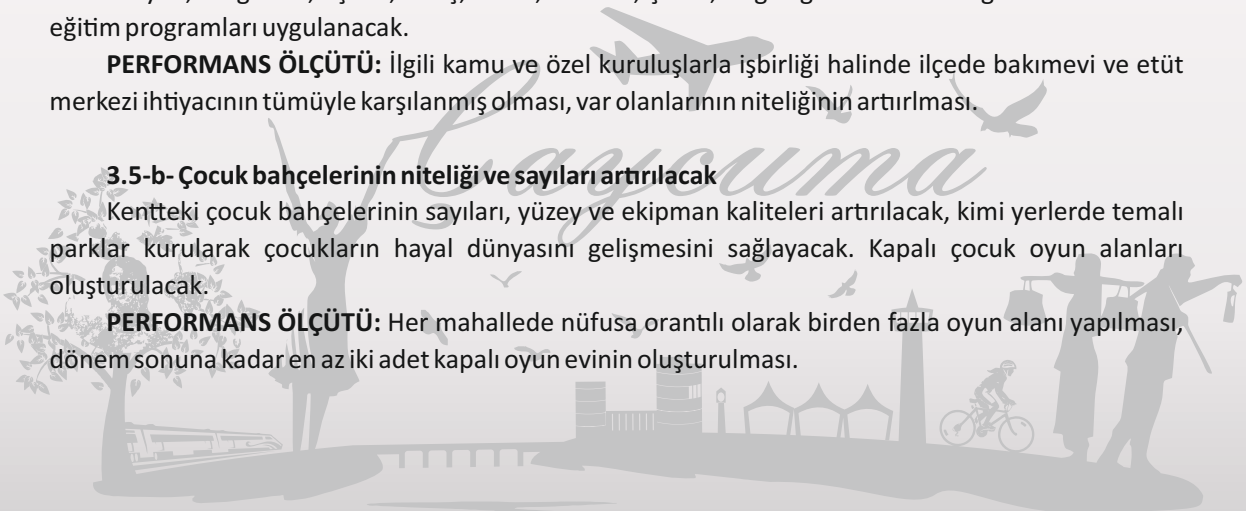 eğitim programları uygulanacak.
PERFORMANS ÖLÇÜTÜ: İlgili kamu ve özel kuruluşlarla işbirliği halinde ilçede bakımevi ve etüt
merkezi ihtiyacının tümüyle karşılanmış olması, var olanlarının niteliğinin artıırlması.
Çaycuma
3.5-b- Çocuk bahçelerinin niteliği ve sayıları artırılacak
Kentteki çocuk bahçelerinin sayıları, yüzey ve ekipman kaliteleri artırılacak, kimi yerlerde temalı
parklar kurularak çocukların hayal dünyasını gelişmesini sağlayacak. Kapalı çocuk oyun alanları
oluşturulacak.
PERFORMANS ÖLÇÜTÜ: Her mahallede nüfusa orantılı olarak birden fazla oyun alanı yapılması,
dönem sonuna kadar en az iki adet kapalı oyun evinin oluşturulması.